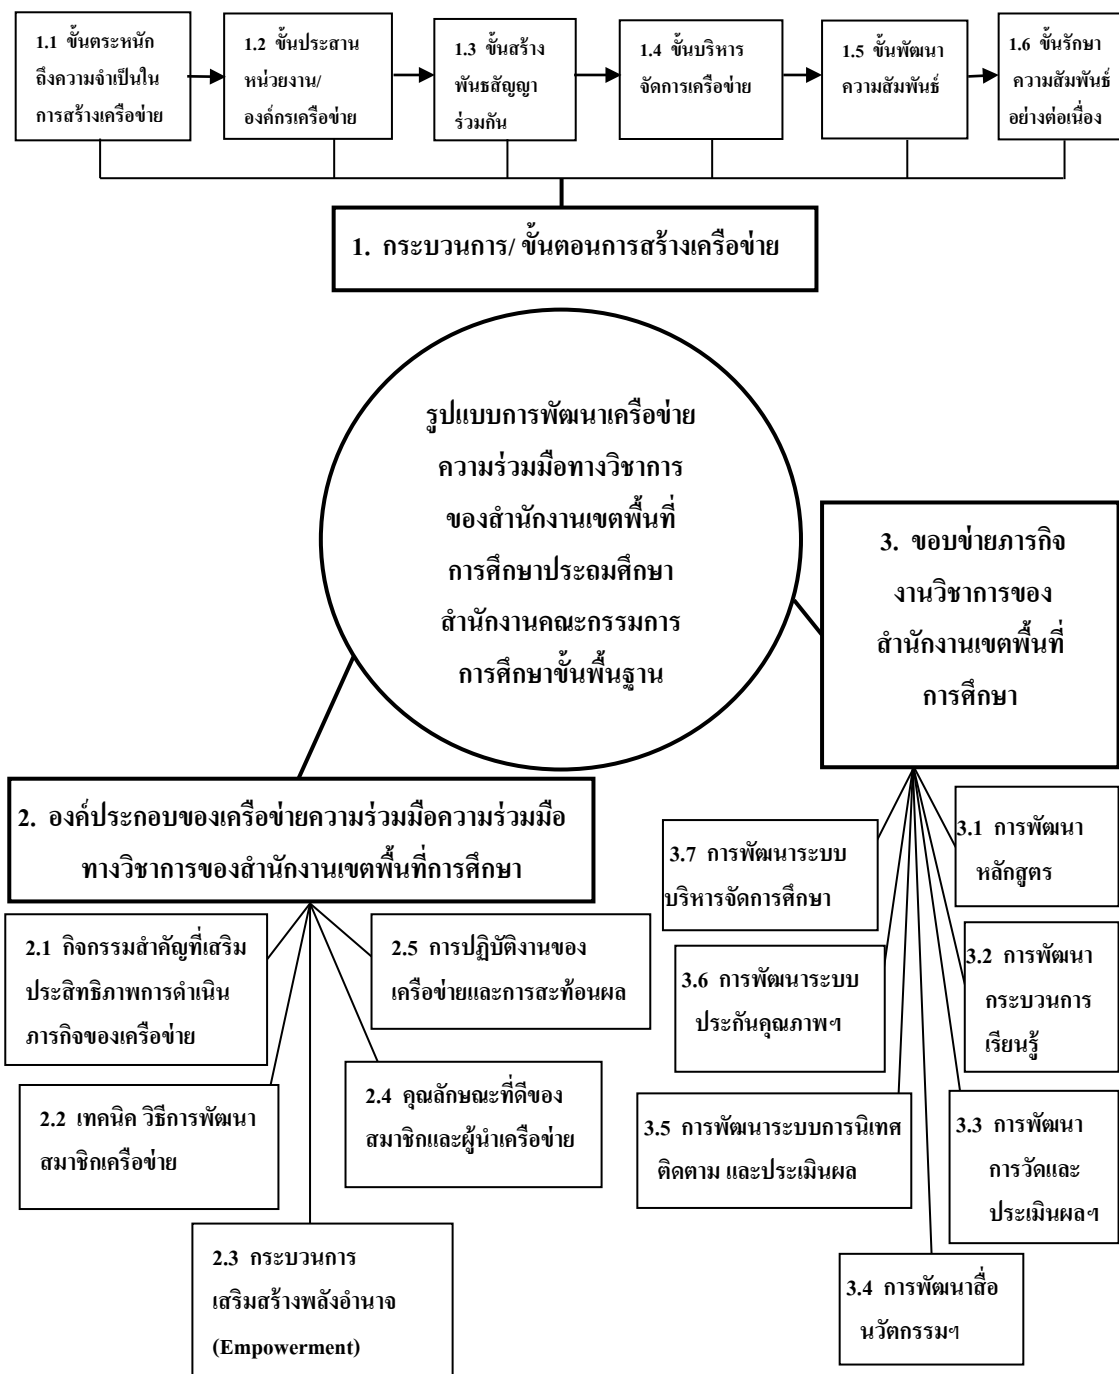 1.1 ขั้นตระหนัก
ถึงความจำเป็นใน
การสร้างเครือข่าย
1.2 ขั้นประสาน
หน่วยงาน/
องค์กรเครือข่าย
1.3 ขั้นสร้าง
พันธสัญญา
ร่วมกัน
1.4 ขั้นบริหาร
จัดการเครือข่าย
1.5 ขั้นพัฒนา
ความสัมพันธ์
1.6 ขั้นรักษา
ความสัมพันธ์
อย่างต่อเนื่อง
1. กระบวนการ/ ขั้นตอนการสร้างเครือข่าย
รูปแบบการพัฒนาเครือข่าย
ความร่วมมือทางวิชาการ
ของสำนักงานเขตพื้นที่
การศึกษาประถมศึกษา
สำนักงานคณะกรรมการ
การศึกษาขั้นพื้นฐาน
2. องค์ประกอบของเครือข่ายความร่วมมือความร่วมมือ
ทางวิชาการของสำนักงานเขตพื้นที่การศึกษา
2.1 กิจกรรมสำคัญที่เสริม
ประสิทธิภาพการดำเนิน
ภารกิจของเครือข่าย
2.2 เทคนิค วิธีการพัฒนา
สมาชิกเครือข่าย
2.3 กระบวนการ
เสริมสร้างพลังอำนาจ
(Empowerment)
2.4 คุณลักษณะที่ดีของ
สมาชิกและผู้นำเครือข่าย
2.5 การปฏิบัติงานของ
เครือข่ายและการสะท้อนผล
3. ขอบข่ายภารกิจ
งานวิชาการของ
สำนักงานเขตพื้นที่
การศึกษา
3.1 การพัฒนา
หลักสูตร
3.2 การพัฒนา
กระบวนการ
เรียนรู้
3.3 การพัฒนา
การวัดและ
ประเมินผลฯ
3.4 การพัฒนาสื่อ
นวัตกรรมฯ
3.5 การพัฒนาระบบการนิเทศ
ติดตาม และประเมินผล
3.6 การพัฒนาระบบ
ประกันคุณภาพฯ
3.7 การพัฒนาระบบ
บริหารจัดการศึกษา